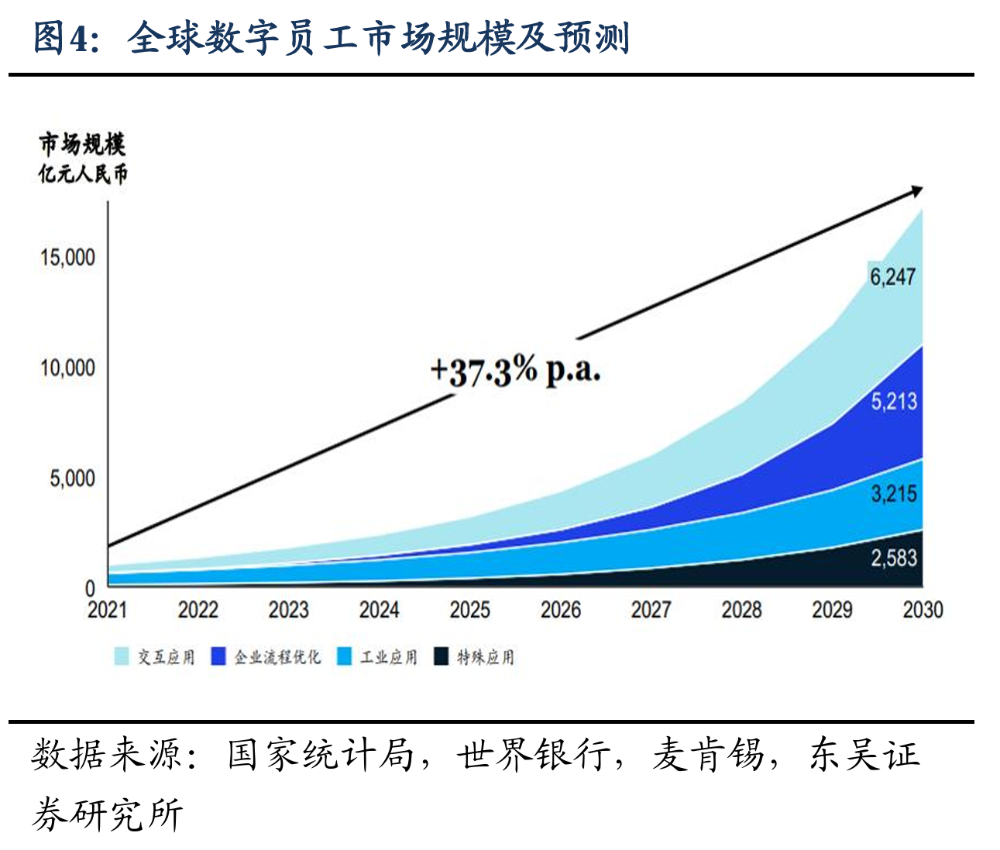 图4：全球数字员工市场规模及预测
市场规模
亿元人民币
15,000
10,000
5,000
0
+37.3% p.a.
6,247
5,213
3,215
2,583
2021 2022 2023 2024 2025 2026 2027 2028 2029 2030
交互应用 企业流程优化 工业应用 特殊应用
数据来源：国家统计局，世界银行，麦肯锡，东吴证
券研究所